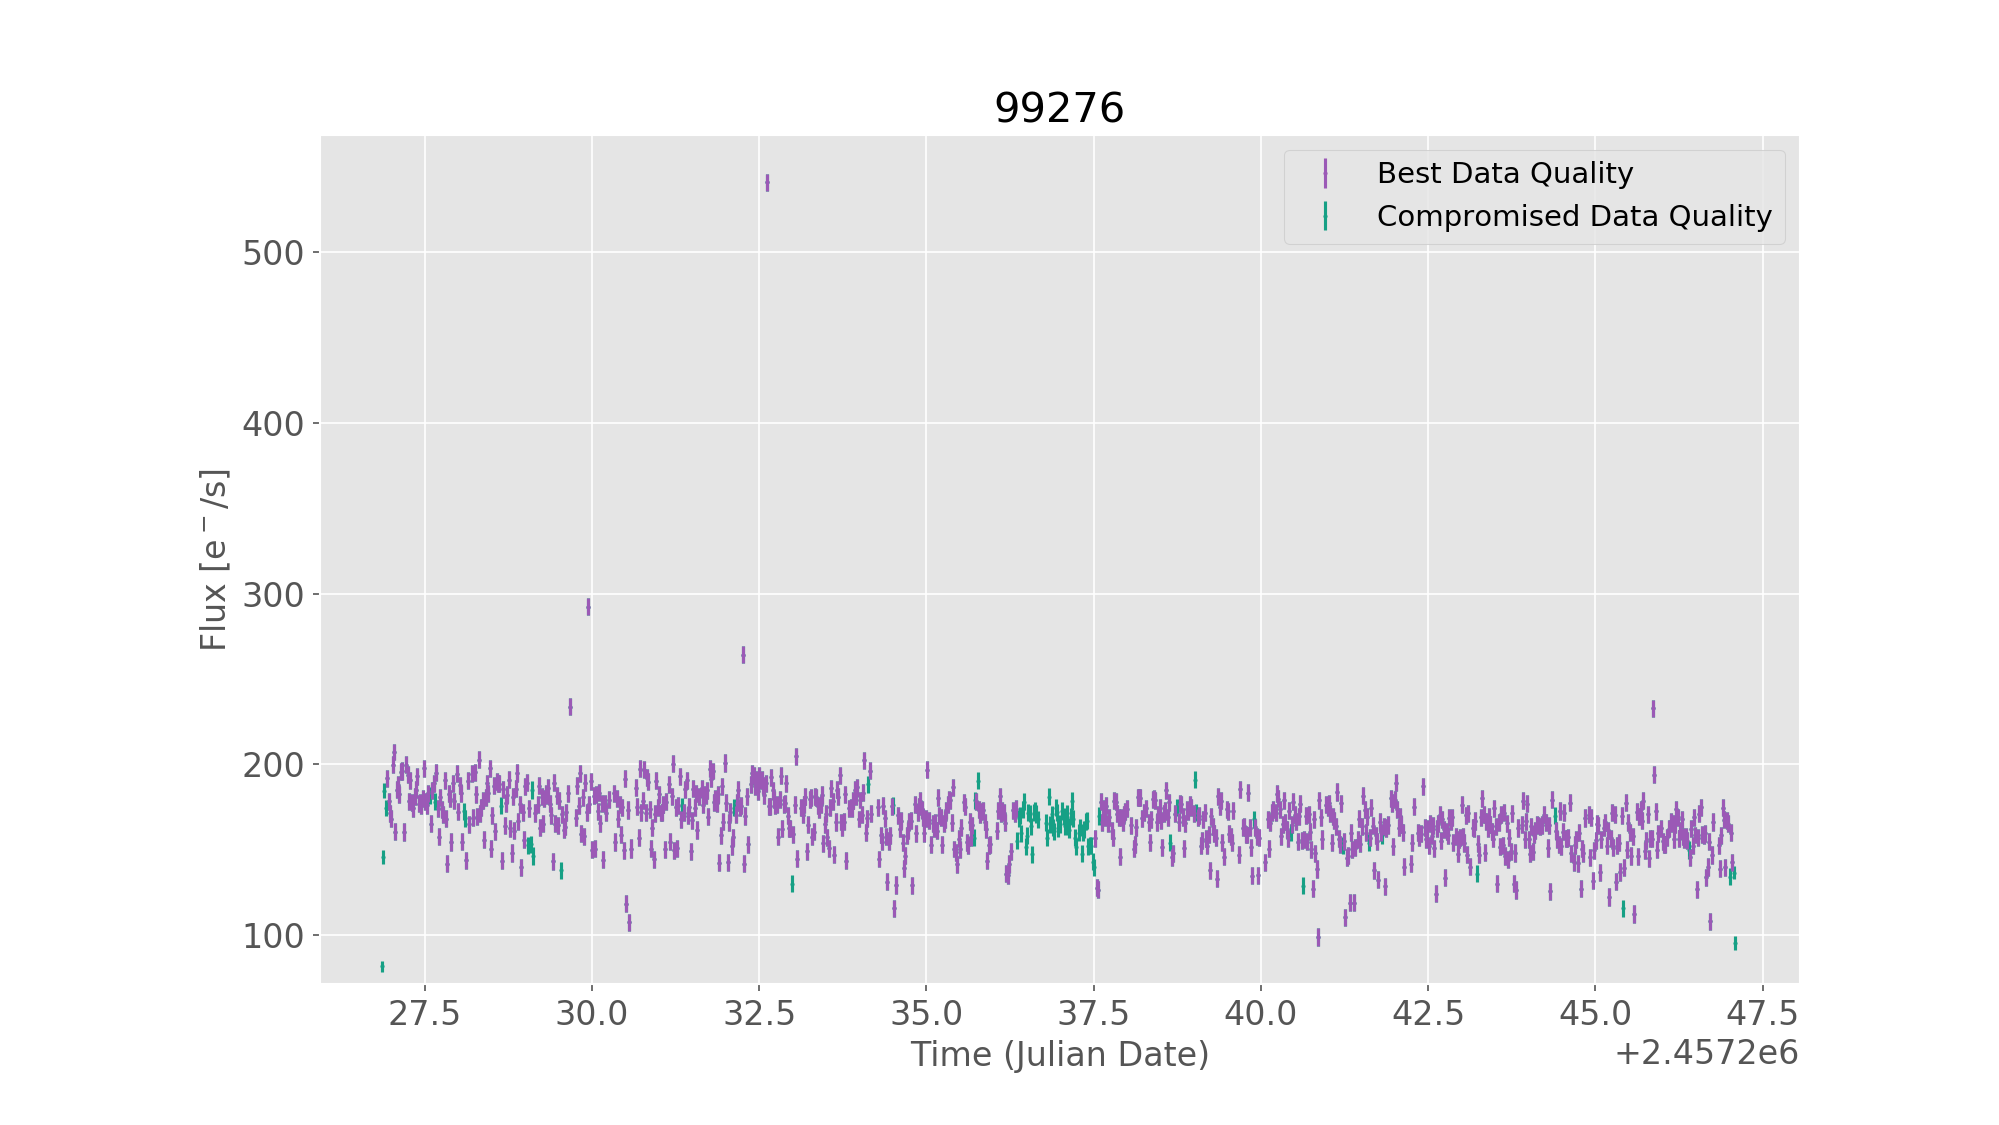 99276
Best Data Quality
Compromised Data Quality
500
400
300
200
100
Flux [e⁻/s]
27.5 30.0 32.5 35.0 37.5 40.0 42.5 45.0 47.5
Time (Julian Date)
+2.4572e6